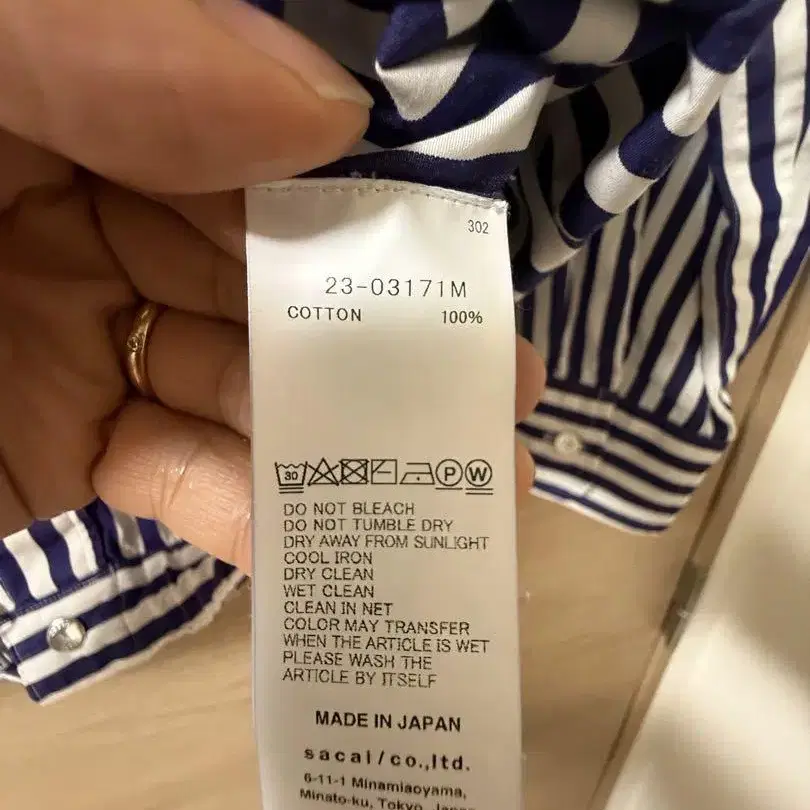 302
23-03171M
COTTON 100%
30 P W
DO NOT BLEACH
DO NOT TUMBLE DRY
DRY AWAY FROM SUNLIGHT
COOL IRON
DRY CLEAN
WET CLEAN
CLEAN IN NET
COLOR MAY TRANSFER
WHEN THE ARTICLE IS WET
PLEASE WASH THE
ARTICLE BY ITSELF
MADE IN JAPAN
sacai/co.,ltd.
6-11-1 Minamiaoyama,
Minato-ku, Tokyo, Japan